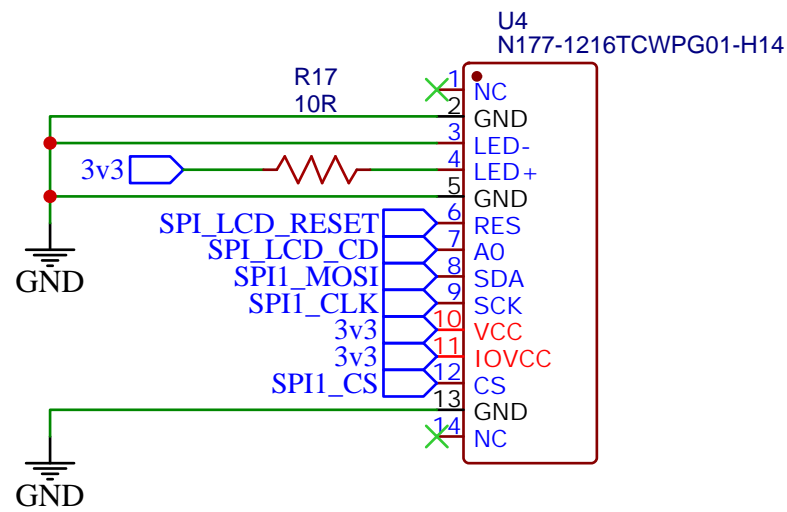 U4
N177-1216TCWPG01-H14
R17
10R
1 NC
2 GND
3 LED-
3v3 4 LED+
5 GND
SPI_LCD_RESET 6 RES
SPI_LCD_CD 7 A0
GND
SPI1_MOSI 8 SDA
SPI1_CLK 9 SCK
3v3 10 VCC
3v3 11 IOVCC
SPI1_CS 12 CS
13 GND
14 NC
GND